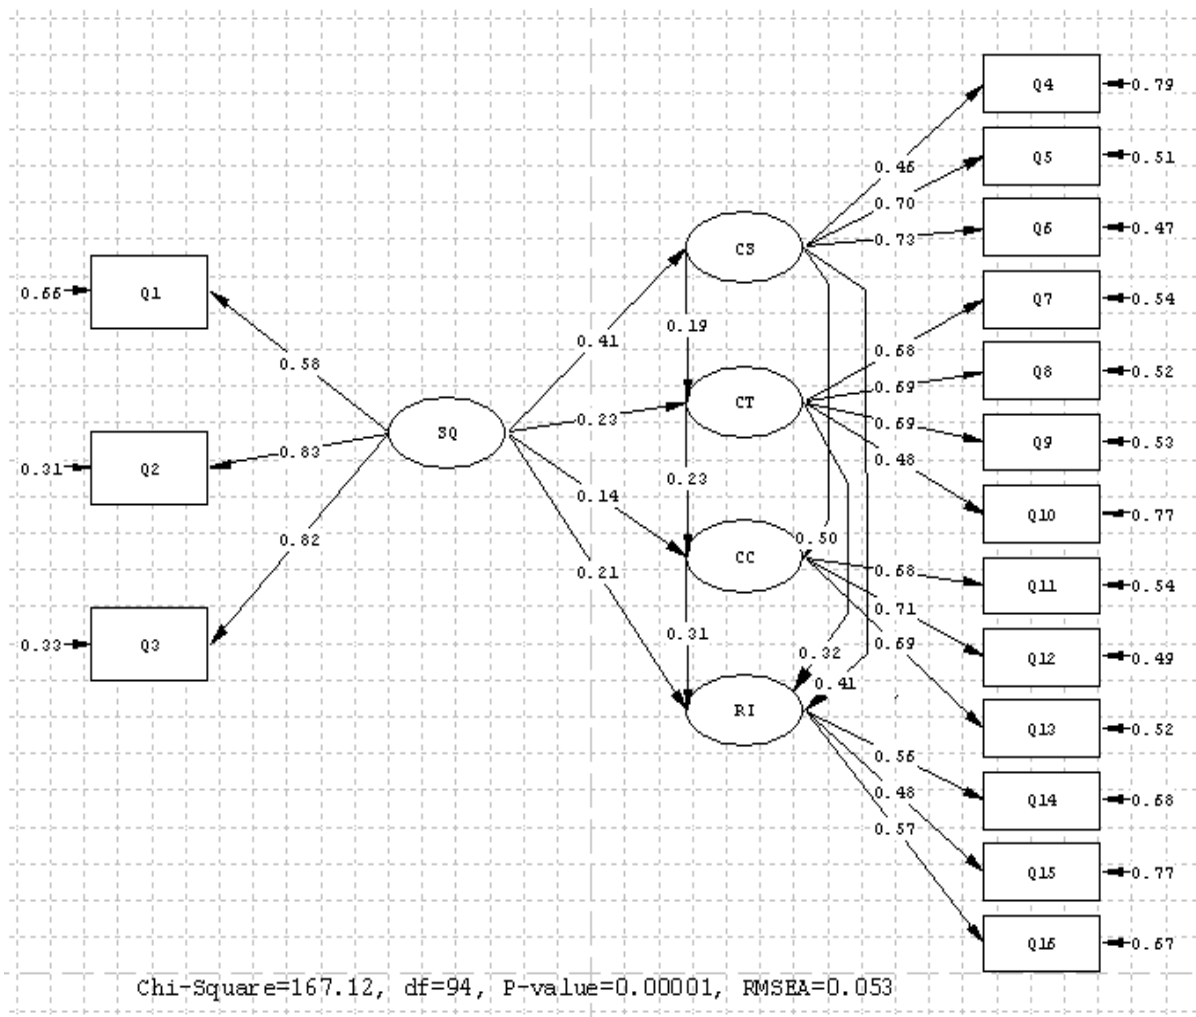 Q4
0.79
Q5
0.51
0.46
0.70
Q6
0.47
CS
0.73
0.66
Q1
Q7
0.54
0.19
0.41
0.68
0.58
Q8
0.52
0.69
CT
0.23
0.69
SQ
Q9
0.53
0.83
0.48
0.31
Q2
0.23
0.14
Q10
0.77
0.82
0.50
CC
0.21
0.68
Q11
0.54
0.71
0.31
0.69
0.33
Q3
0.32
Q12
0.49
0.41
RI
Q13
0.52
0.56
0.48
Q14
0.68
0.57
Q15
0.77
Q16
0.67
Chi-Square=167.12, df=94, P-value=0.00001, RMSEA=0.053